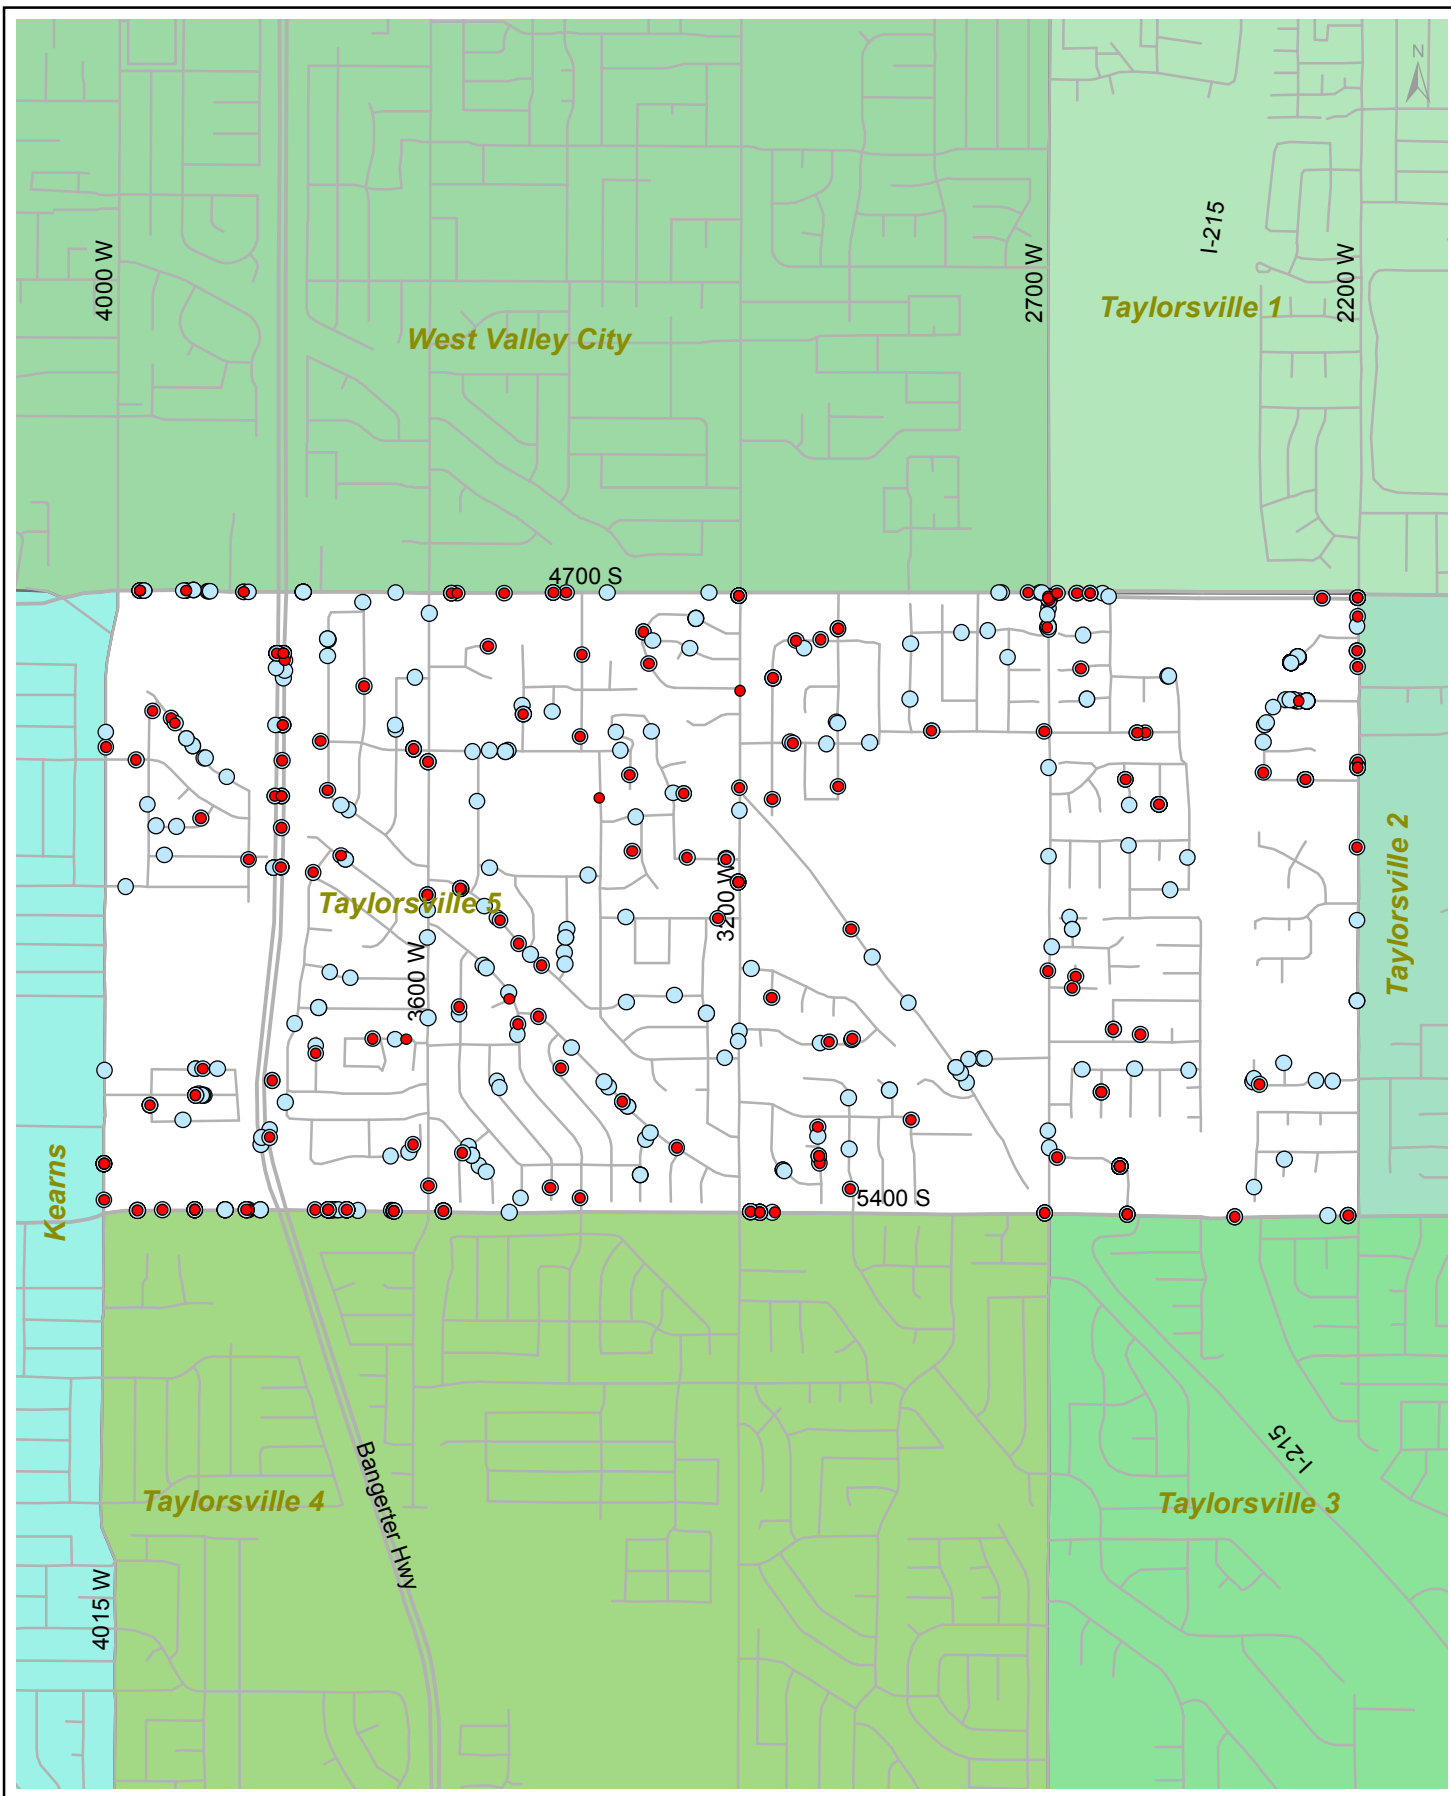 N
I-215
4000 W
2700 W
2200 W
Taylorsville 1
West Valley City
4700 S
Taylorsville 2
Taylorsville 5
3200 W
3600 W
Kearns
5400 S
I-215
Taylorsville 4
Bangerter Hwy
Taylorsville 3
4015 W